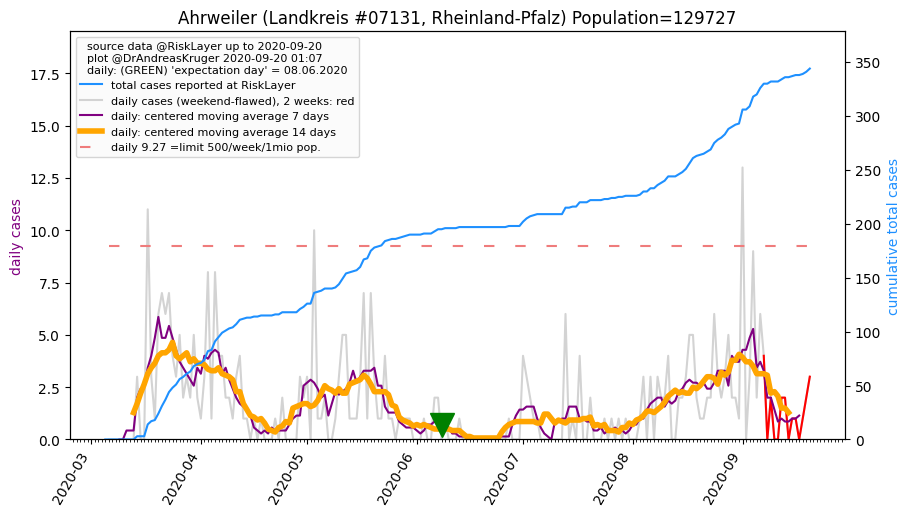 Ahrweiler (Landkreis #07131, Rheinland-Pfalz) Population=129727
source data @RiskLayer up to 2020-09-20
plot @DrAndreasKruger 2020-09-20 01:07
daily: (GREEN) 'expectation day' = 08.06.2020
total cases reported at RiskLayer
daily cases (weekend-flawed), 2 weeks: red
daily: centered moving average 7 days
daily: centered moving average 14 days
daily 9.27 =limit 500/week/1mio pop.
daily cases
17.5
15.0
12.5
10.0
7.5
5.0
2.5
0.0
350
300
250
200
150
100
50
0
cumulative total cases
2020-03
2020-04
2020-05
2020-06
2020-07
2020-08
2020-09